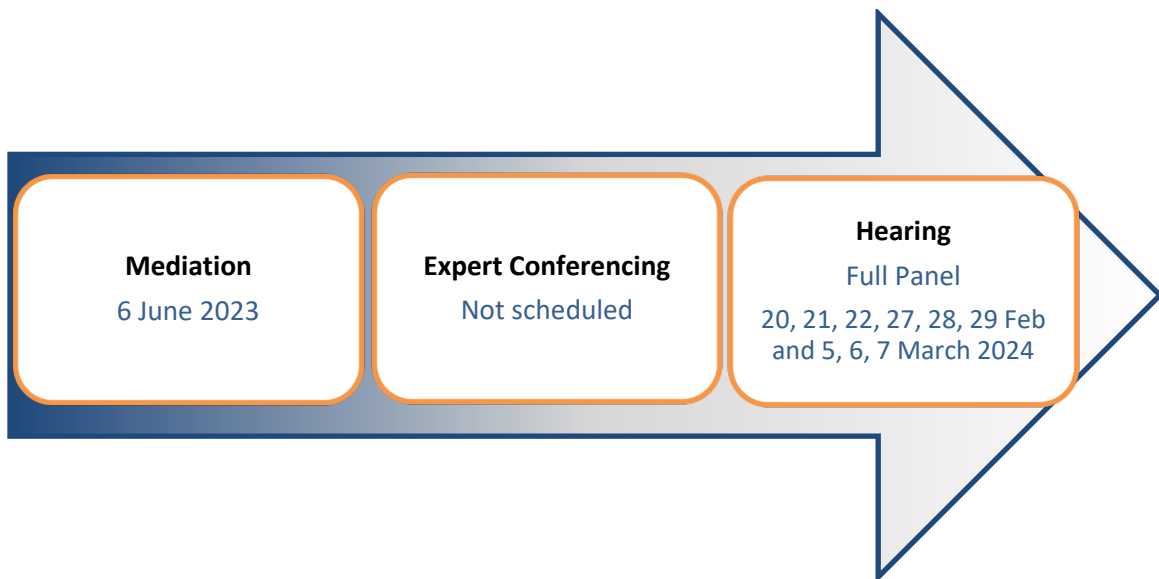 Mediation
6 June 2023
Expert Conferencing
Not scheduled
Hearing
Full Panel
20, 21, 22, 27, 28, 29 Feb
and 5, 6, 7 March 2024